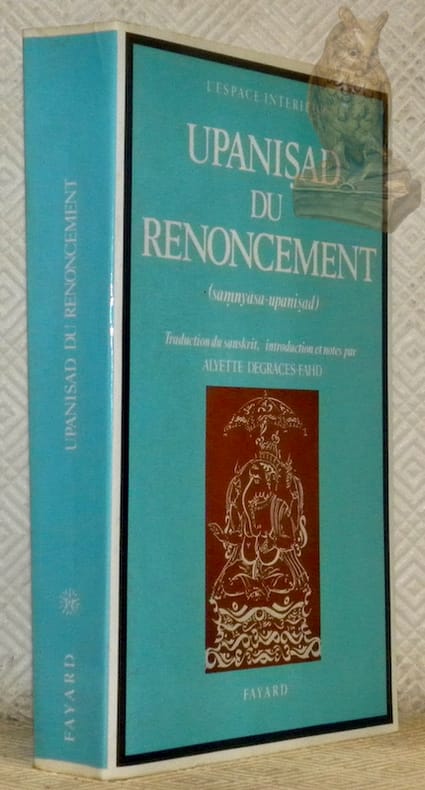 L'ESPACE INTERIEUR
UPANIṢAD
DU
RENONCEMENT
(saṃnyāsa-upaniṣad)
Traduction du sanskrit, introduction et notes par
ALYETTE DEGRÂCES-FAHD
FAYARD
UPANISAD DU RENONCEMENT
FAYARD